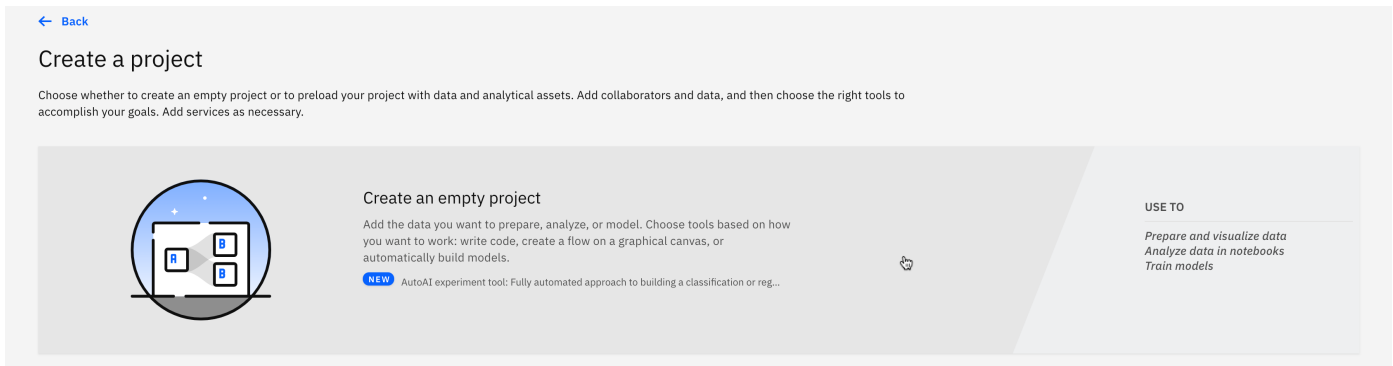 Back
Create a project
Choose whether to create an empty project or to preload your project with data and analytical assets. Add collaborators and data, and then choose the right tools to
accomplish your goals. Add services as necessary.
Create an empty project
Add the data you want to prepare, analyze, or model. Choose tools based on how
you want to work: write code, create a flow on a graphical canvas, or
automatically build models.
NEW AutoAI experiment tool: Fully automated approach to building a classification or reg...
A
B
B
USE TO
Prepare and visualize data
Analyze data in notebooks
Train models